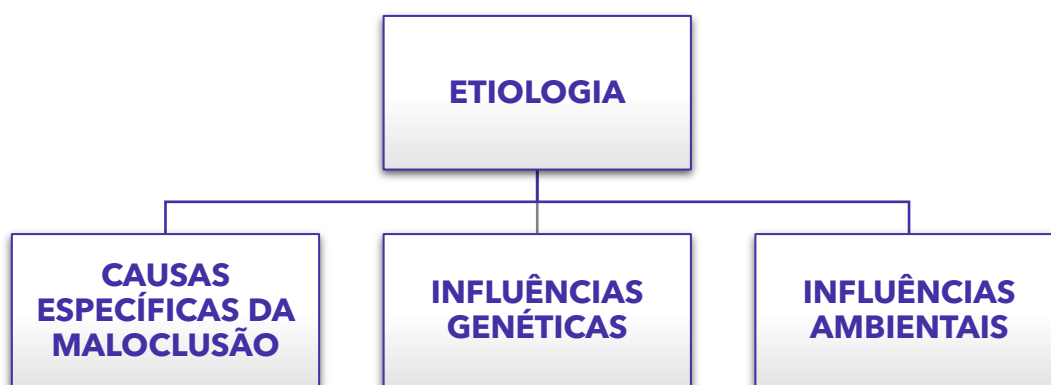 ETIOLOGIA
CAUSAS
ESPECÍFICAS DA
MALOCLUSÃO
INFLUÊNCIAS
GENÉTICAS
INFLUÊNCIAS
AMBIENTAIS